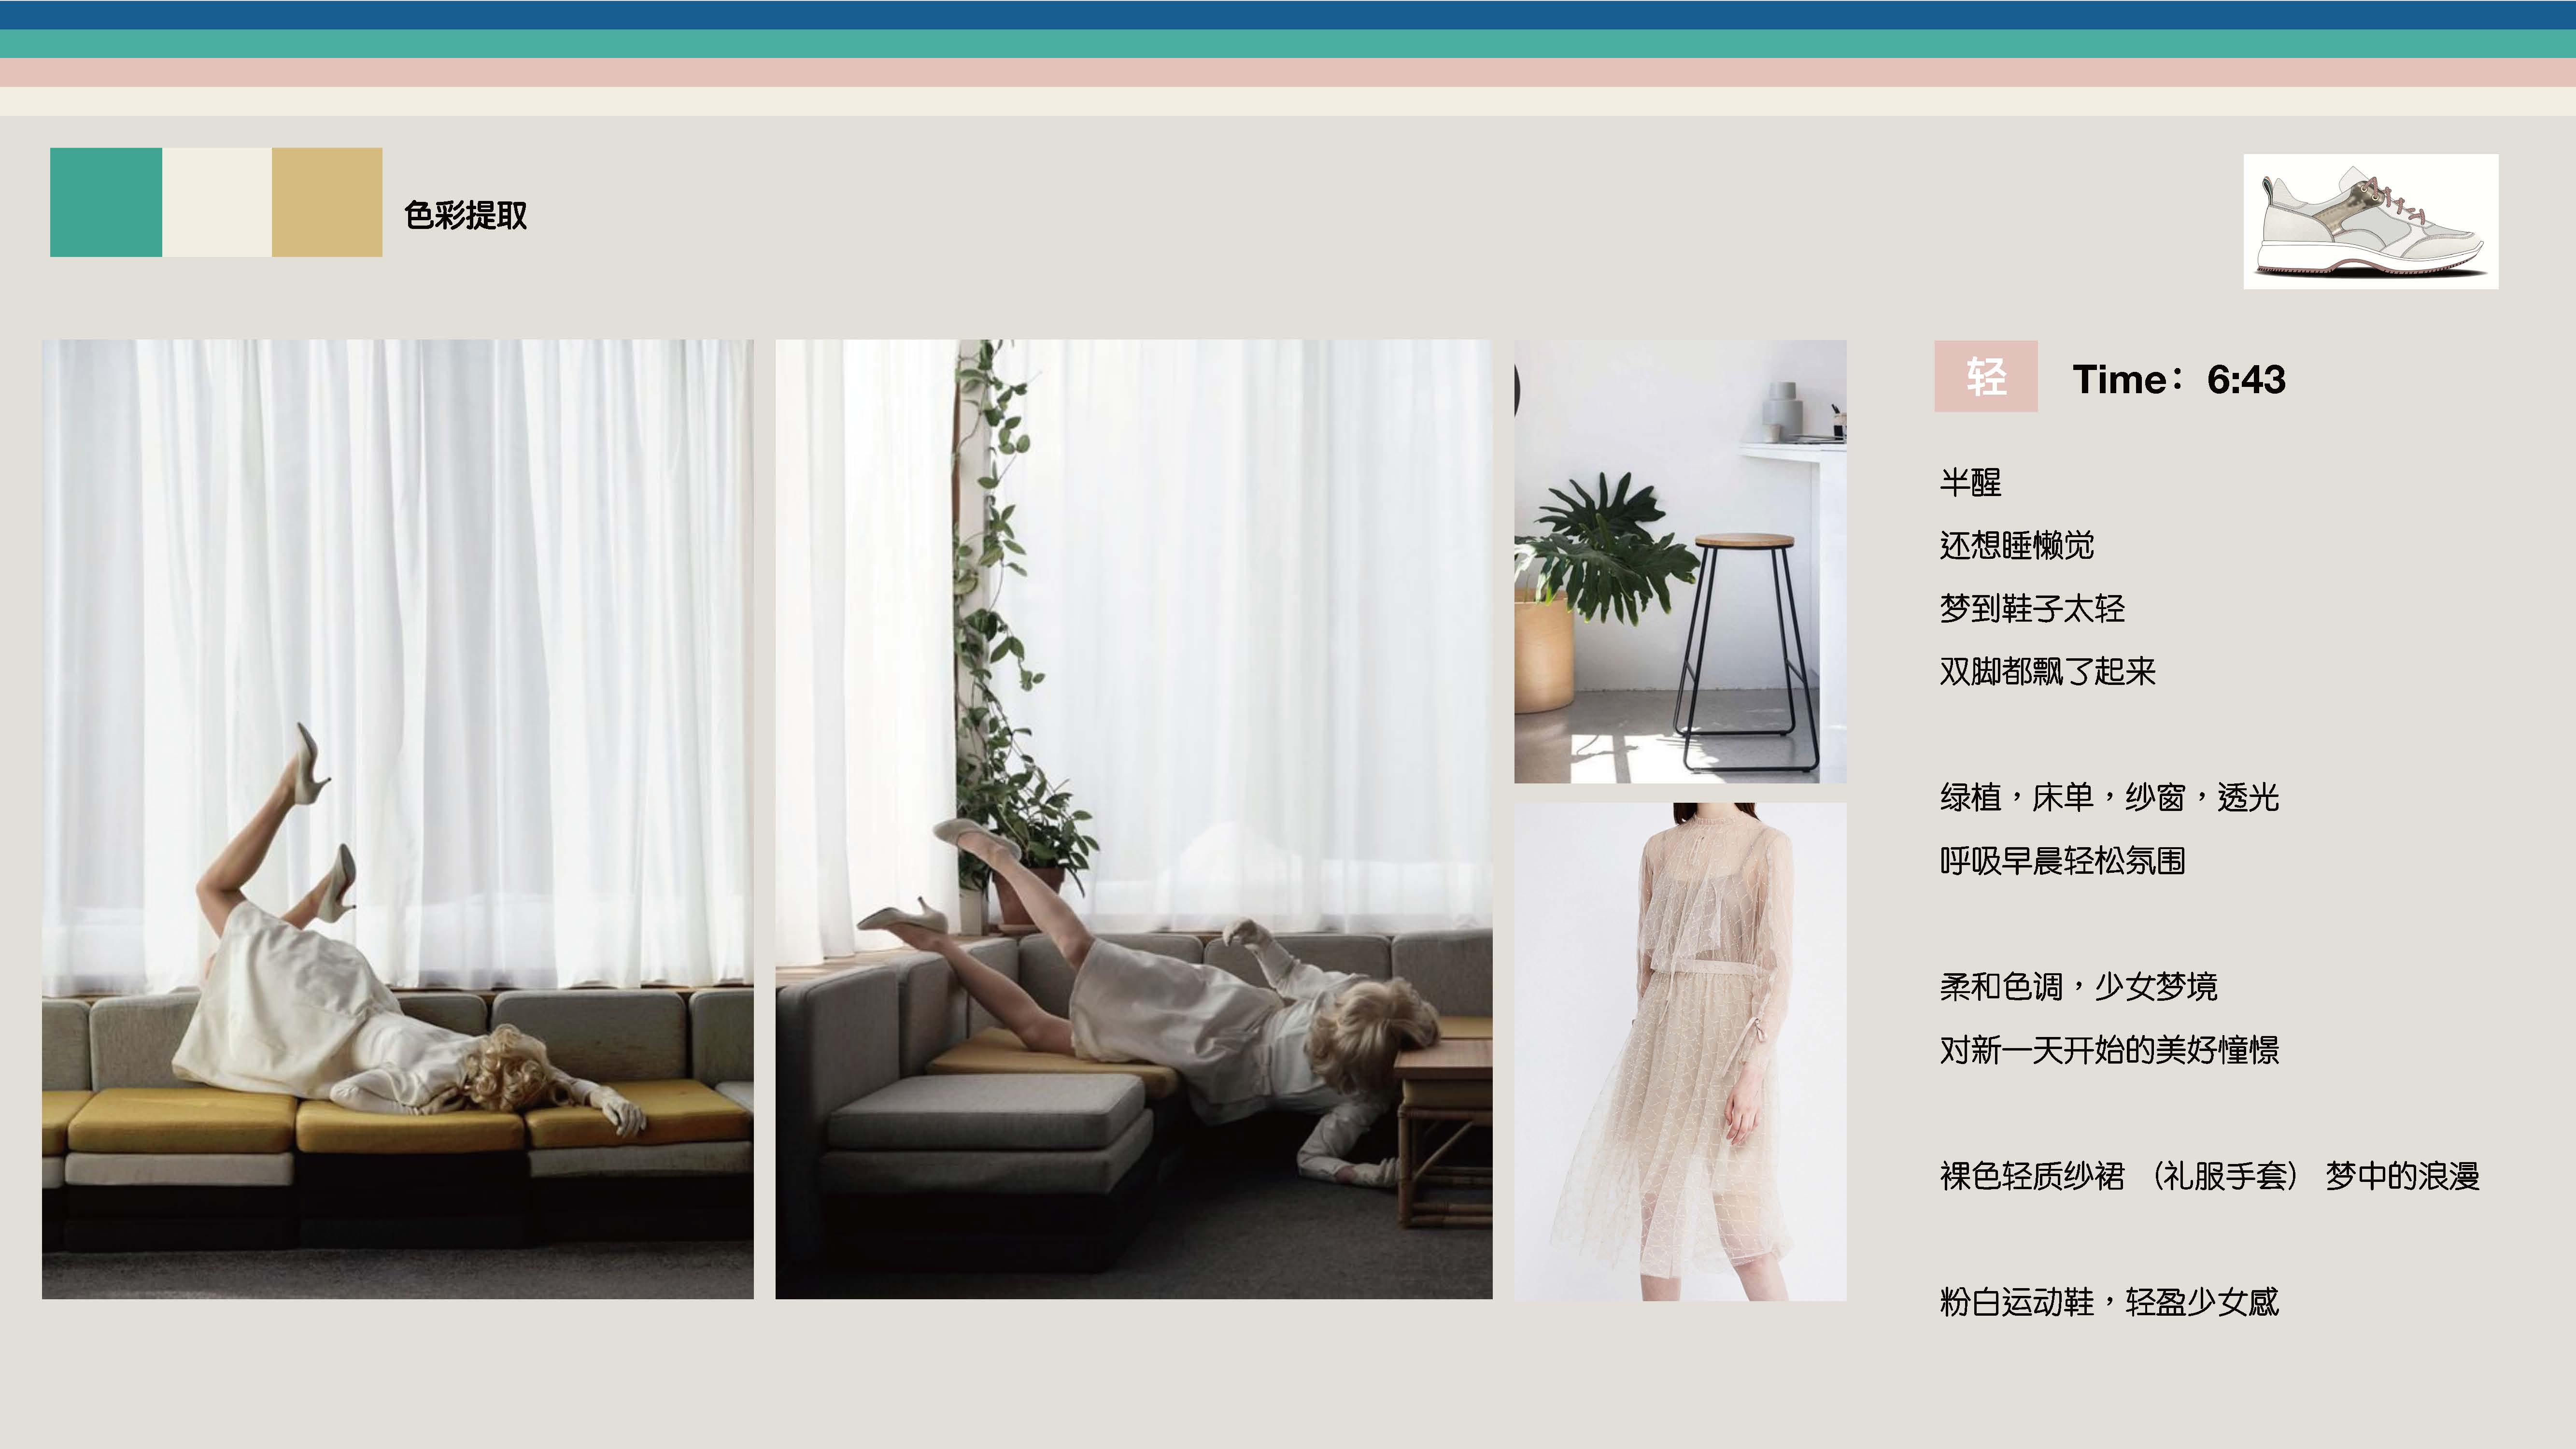 色彩提取
轻
Time：6:43
半醒
还想睡懒觉
梦到鞋子太轻
双脚都飘了起来
绿植，床单，纱窗，透光
呼吸早晨轻松氛围
柔和色调，少女梦境
对新一天开始的美好憧憬
裸色轻质纱裙 （礼服手套） 梦中的浪漫
粉白运动鞋，轻盈少女感